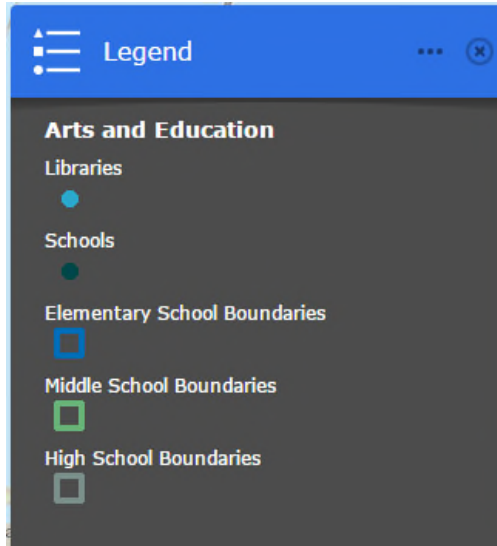 Legend
Arts and Education
Libraries
Schools
Elementary School Boundaries
Middle School Boundaries
High School Boundaries